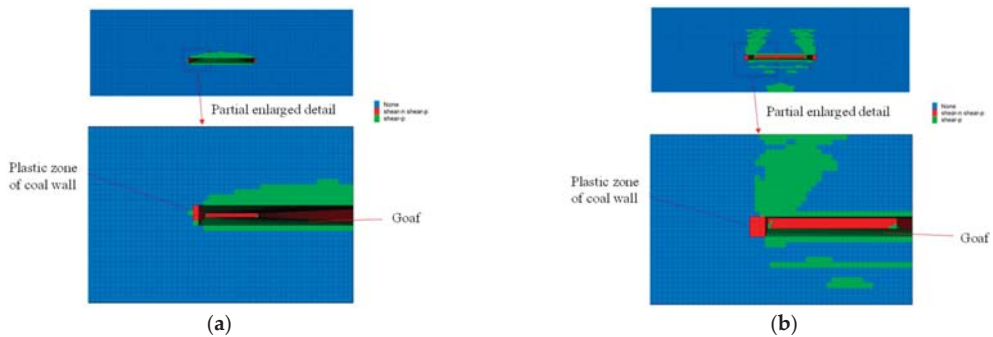 Partial enlarged detail
None
shear-n shear-p
shear-p
Plastic zone
of coal wall
Goaf
(a)
Partial enlarged detail
None
shear-n shear-p
shear-p
Plastic zone
of coal wall
Goaf
(b)